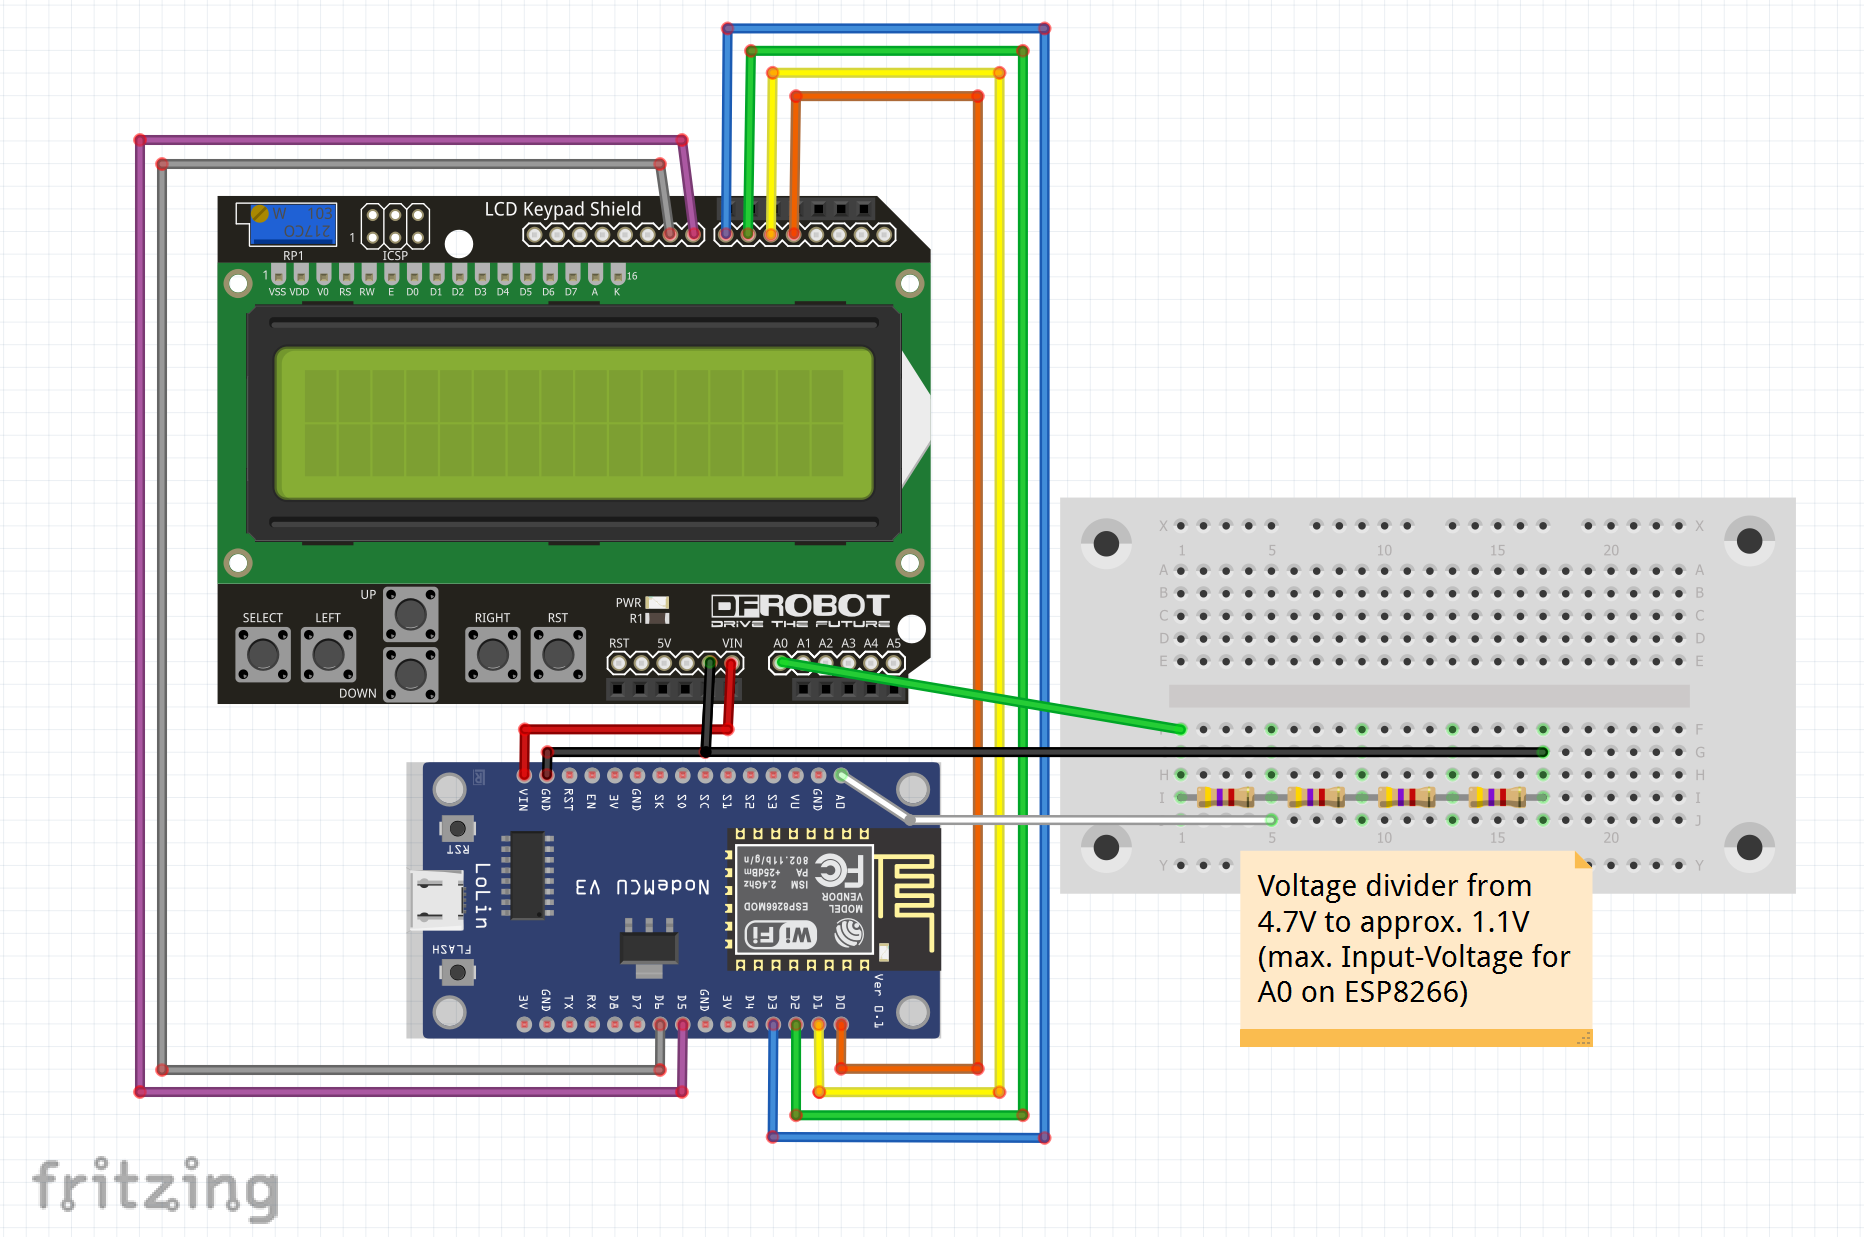 LCD Keypad Shield
W 103
217CO
RP1
1
ICSP
1
16
VSS VDD V0 RS RW E D0 D1 D2 D3 D4 D5 D6 D7 A K
UP
SELECT LEFT
RIGHT RST
DOWN
PWR
R1
DFROBOT
DRIVE THE FUTURE
RST 5V VIN
A0 A1 A2 A3 A4 A5
X X
1 5 10 15 20
A A
B B
C C
D D
E E
F F
G G
H H
I I
J J
1 5 10 15 20
Y Y
VIN GND RST EN 3V GND SK SO SC S1 S2 S3 VU GND A0
RST
LoLin
NodeMCU V3
FLASH
802.11b/g/n
PA +25dBm
ISM 2.4Ghz
FC
VENDOR
ESP8266MOD
MODEL
WiFi
Ver 0.1
3V GND TX RX D8 D7 D6 D5 GND 3V D4 D3 D2 D1 D0
Voltage divider from
4.7V to approx. 1.1V
(max. Input-Voltage for
A0 on ESP8266)
fritzing